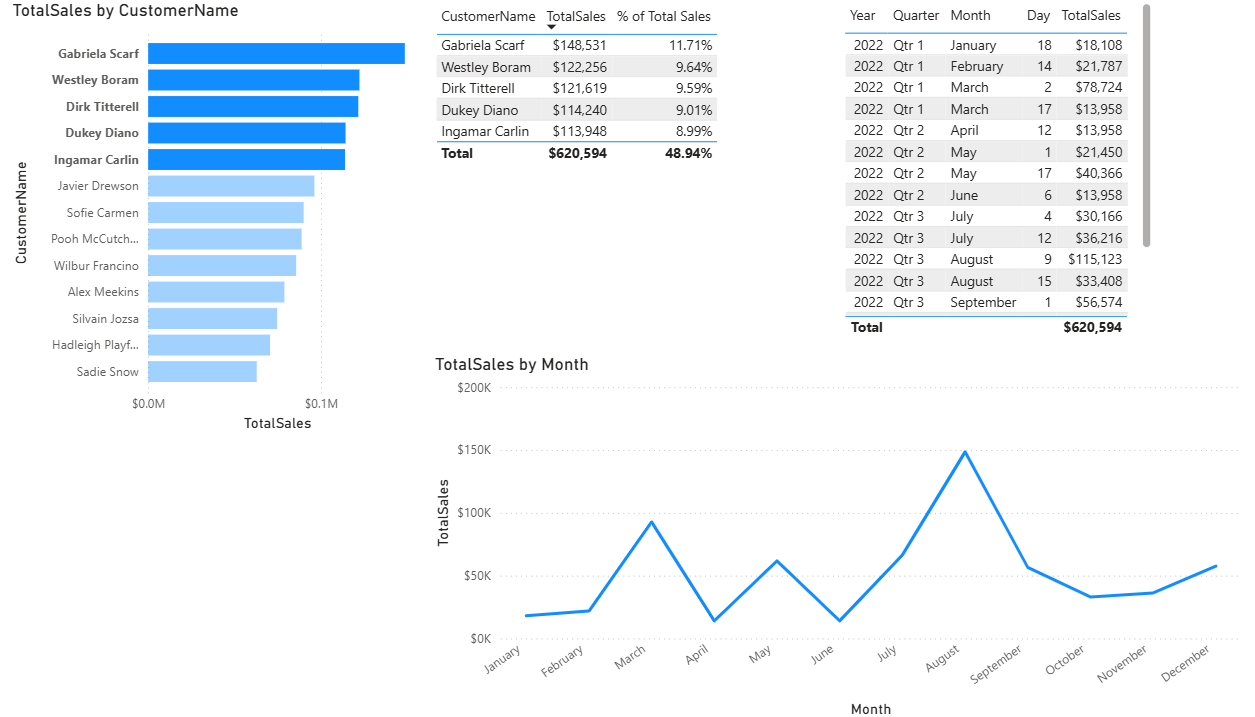 TotalSales by CustomerName
CustomerName
Gabriela Scarf
Westley Boram
Dirk Titterell
Dukey Diano
Ingamar Carlin
Javier Drewson
Sofie Carmen
Pooh McCutch...
Wilbur Francino
Alex Meekins
Silvain Jozsa
Hadleigh Playf...
Sadie Snow
$0.0M $0.1M
TotalSales
CustomerName TotalSales % of Total Sales
Gabriela Scarf $148,531 11.71%
Westley Boram $122,256 9.64%
Dirk Titterell $121,619 9.59%
Dukey Diano $114,240 9.01%
Ingamar Carlin $113,948 8.99%
Total $620,594 48.94%
Year Quarter Month Day TotalSales
2022 Qtr 1 January 18 $18,108
2022 Qtr 1 February 14 $21,787
2022 Qtr 1 March 2 $78,724
2022 Qtr 1 March 17 $13,958
2022 Qtr 2 April 12 $13,958
2022 Qtr 2 May 1 $21,450
2022 Qtr 2 May 17 $40,366
2022 Qtr 2 June 6 $13,958
2022 Qtr 3 July 4 $30,166
2022 Qtr 3 July 12 $36,216
2022 Qtr 3 August 9 $115,123
2022 Qtr 3 August 15 $33,408
2022 Qtr 3 September 1 $56,574
Total $620,594
TotalSales by Month
TotalSales
$200K
$150K
$100K
$50K
$0K
January February March April May June July August September October November December
Month